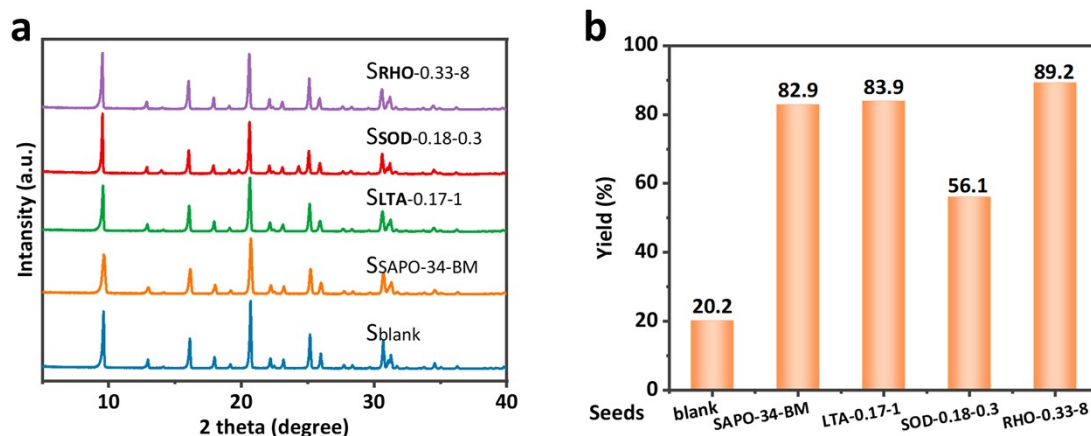 a
Intansity (a.u.)
SRHO-0.33-8
SSOD-0.18-0.3
SLTA-0.17-1
SSAPO-34-BM
Sblank
10 20 30 40
2 theta (degree)
b
Yield (%)
100
80
60
40
20
0
20.2
82.9
83.9
56.1
89.2
Seeds
blank
SAPO-34-BM
LTA-0.17-1
SOD-0.18-0.3
RHO-0.33-8